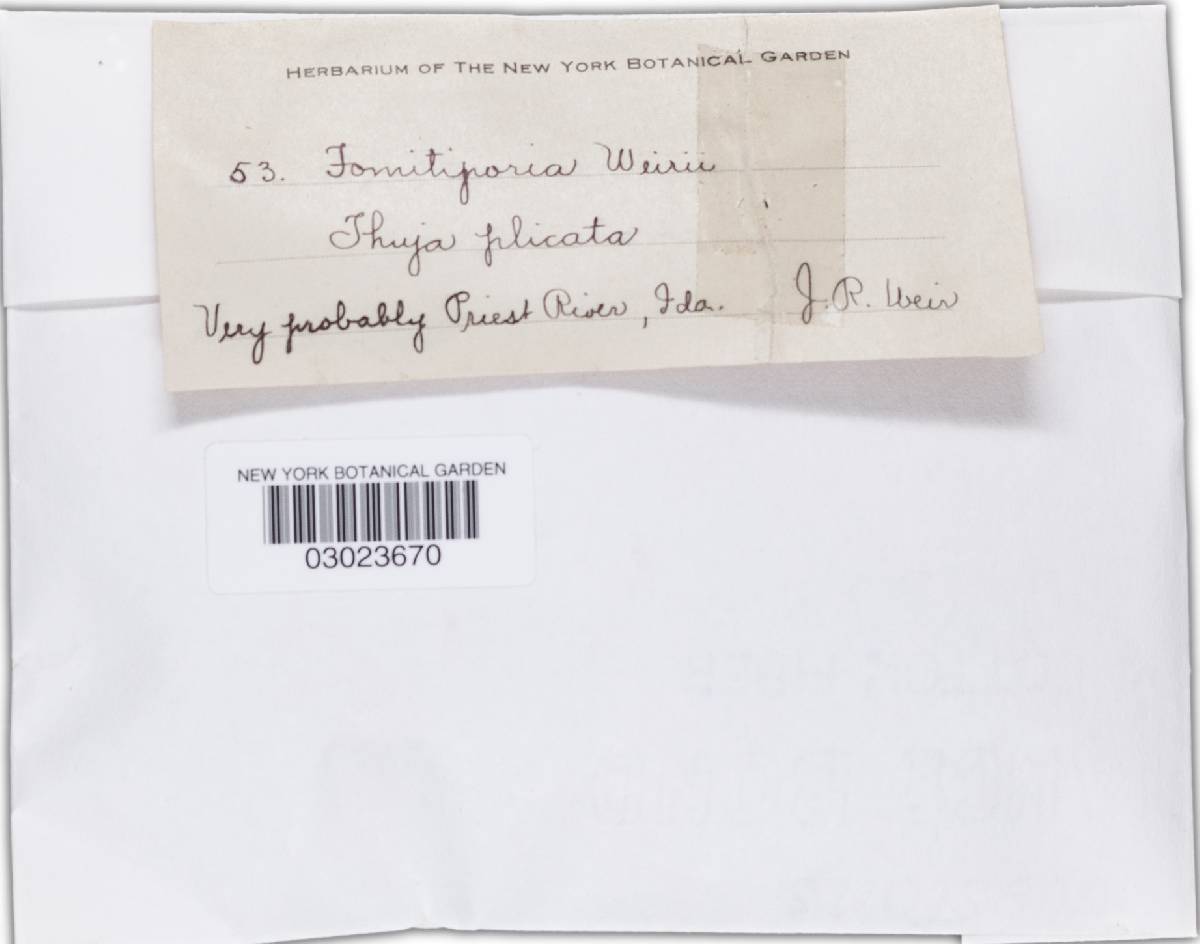 HERBARIUM OF THE NEW YORK BOTANICAL GARDEN
53. Fomitiporia Weirii
Thuja plicata
Very probably Priest River, Ida. J. R. Weir
NEW YORK BOTANICAL GARDEN
03023670